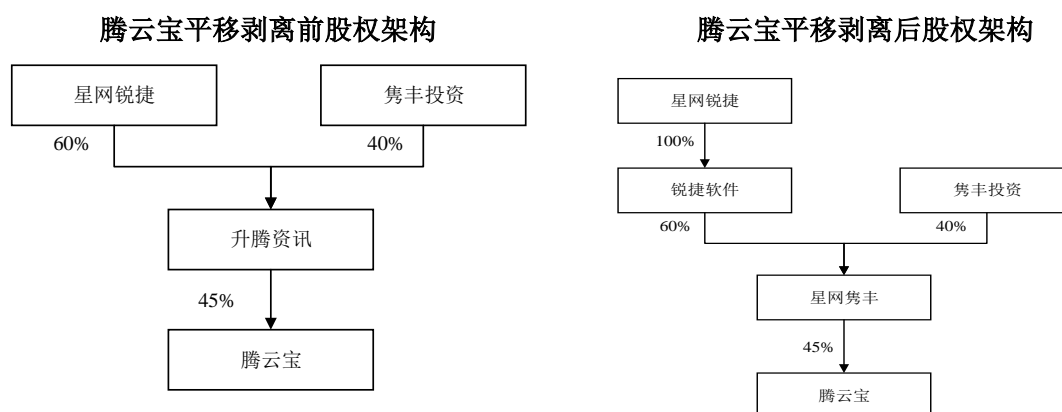 腾云宝平移剥离前股权架构
星网锐捷
隽丰投资
60%
40%
升腾资讯
45%
腾云宝
腾云宝平移剥离后股权架构
星网锐捷
100%
锐捷软件
隽丰投资
60%
40%
星网隽丰
45%
腾云宝